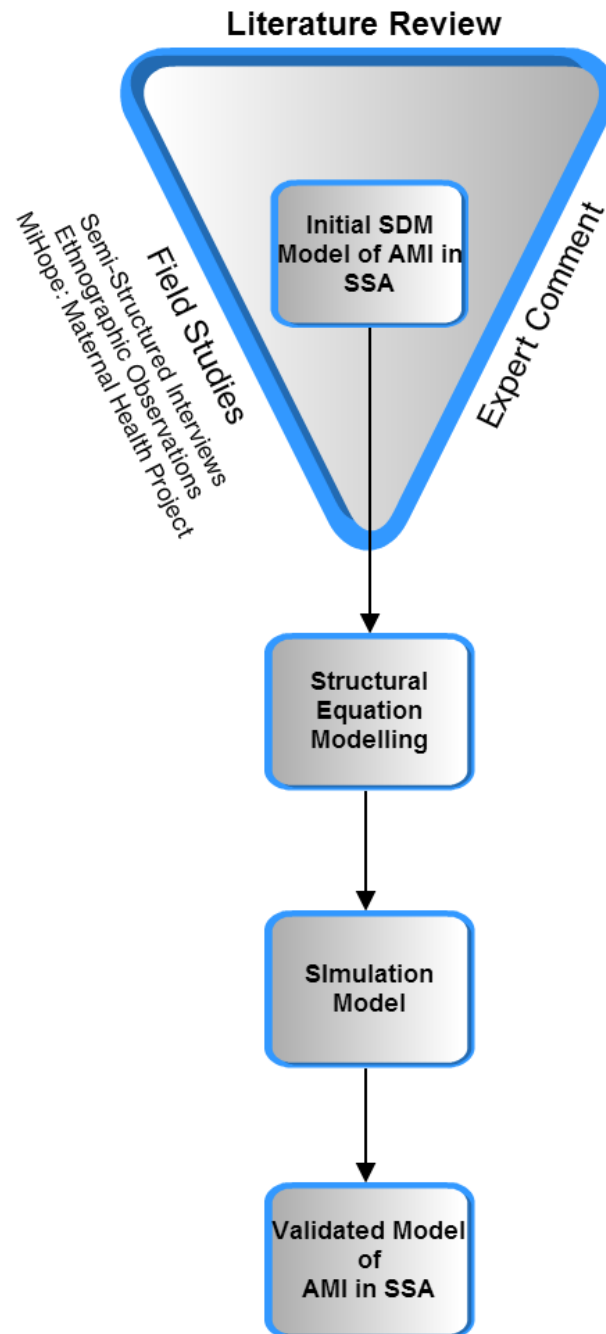 Literature Review
Initial SDM
Model of AMI in
SSA
Field Studies
Semi-Structured Interviews
Ethnographic Observations
MiHope: Maternal Health Project
Expert Comment
Structural
Equation
Modelling
SImulation
Model
Validated Model
of
AMI in SSA